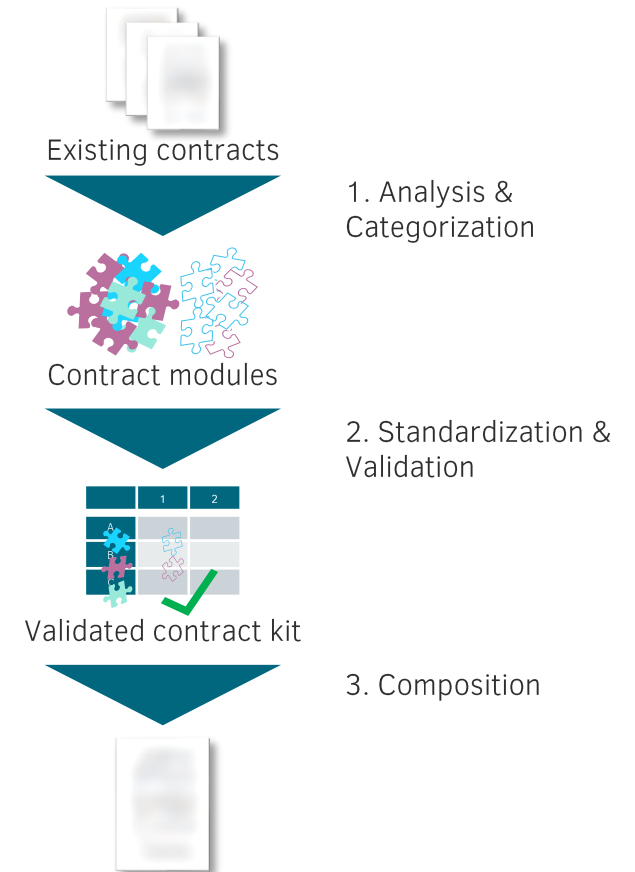 Existing contracts
1. Analysis &
Categorization
Contract modules
2. Standardization &
Validation
1 2
A
B
C
Validated contract kit
3. Composition